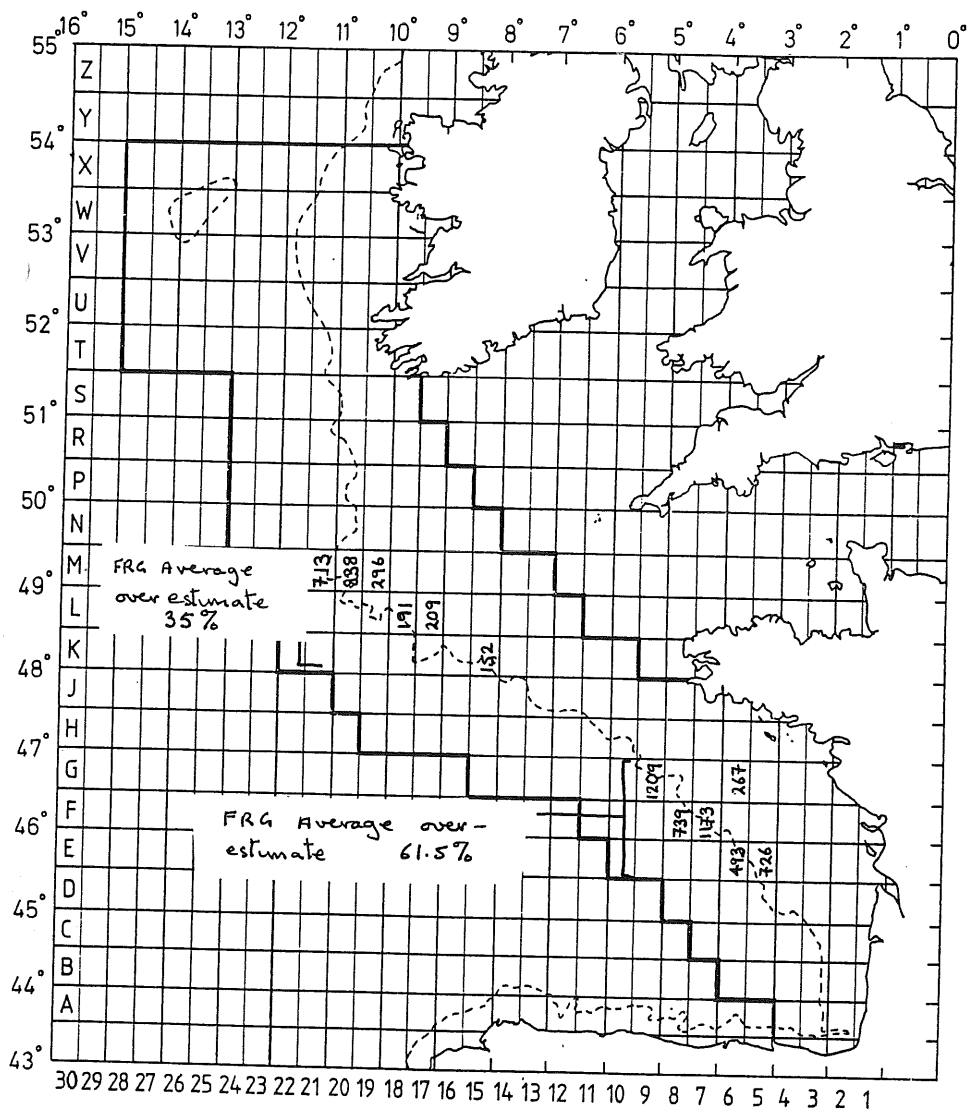 16° 15° 14° 13° 12° 11° 10° 9° 8° 7° 6° 5° 4° 3° 2° 1° 0°
55°
Z
Y
54°
X
W
53°
V
U
52°
T
S
51°
R
P
50°
N
M
FRG Average
over estimate
35%
713
838
296
49°
L
191
209
K
152
48°
J
H
47°
G
1209
267
F
FRG Average over-
estimate 61.5%
739
1173
46°
E
493
726
D
45°
C
B
44°
A
43°
30 29 28 27 26 25 24 23 22 21 20 19 18 17 16 15 14 13 12 11 10 9 8 7 6 5 4 3 2 1